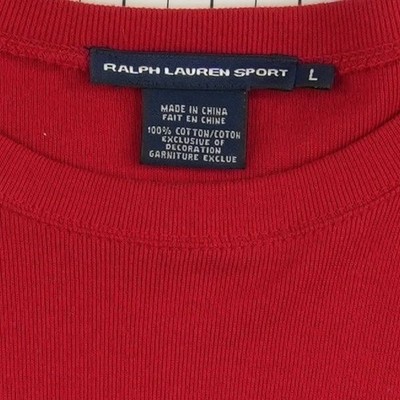 RALPH LAUREN SPORT L
MADE IN CHINA
FAIT EN CHINE
100% COTTON/COTON
EXCLUSIVE OF
DECORATION
GARNITURE EXCLUE